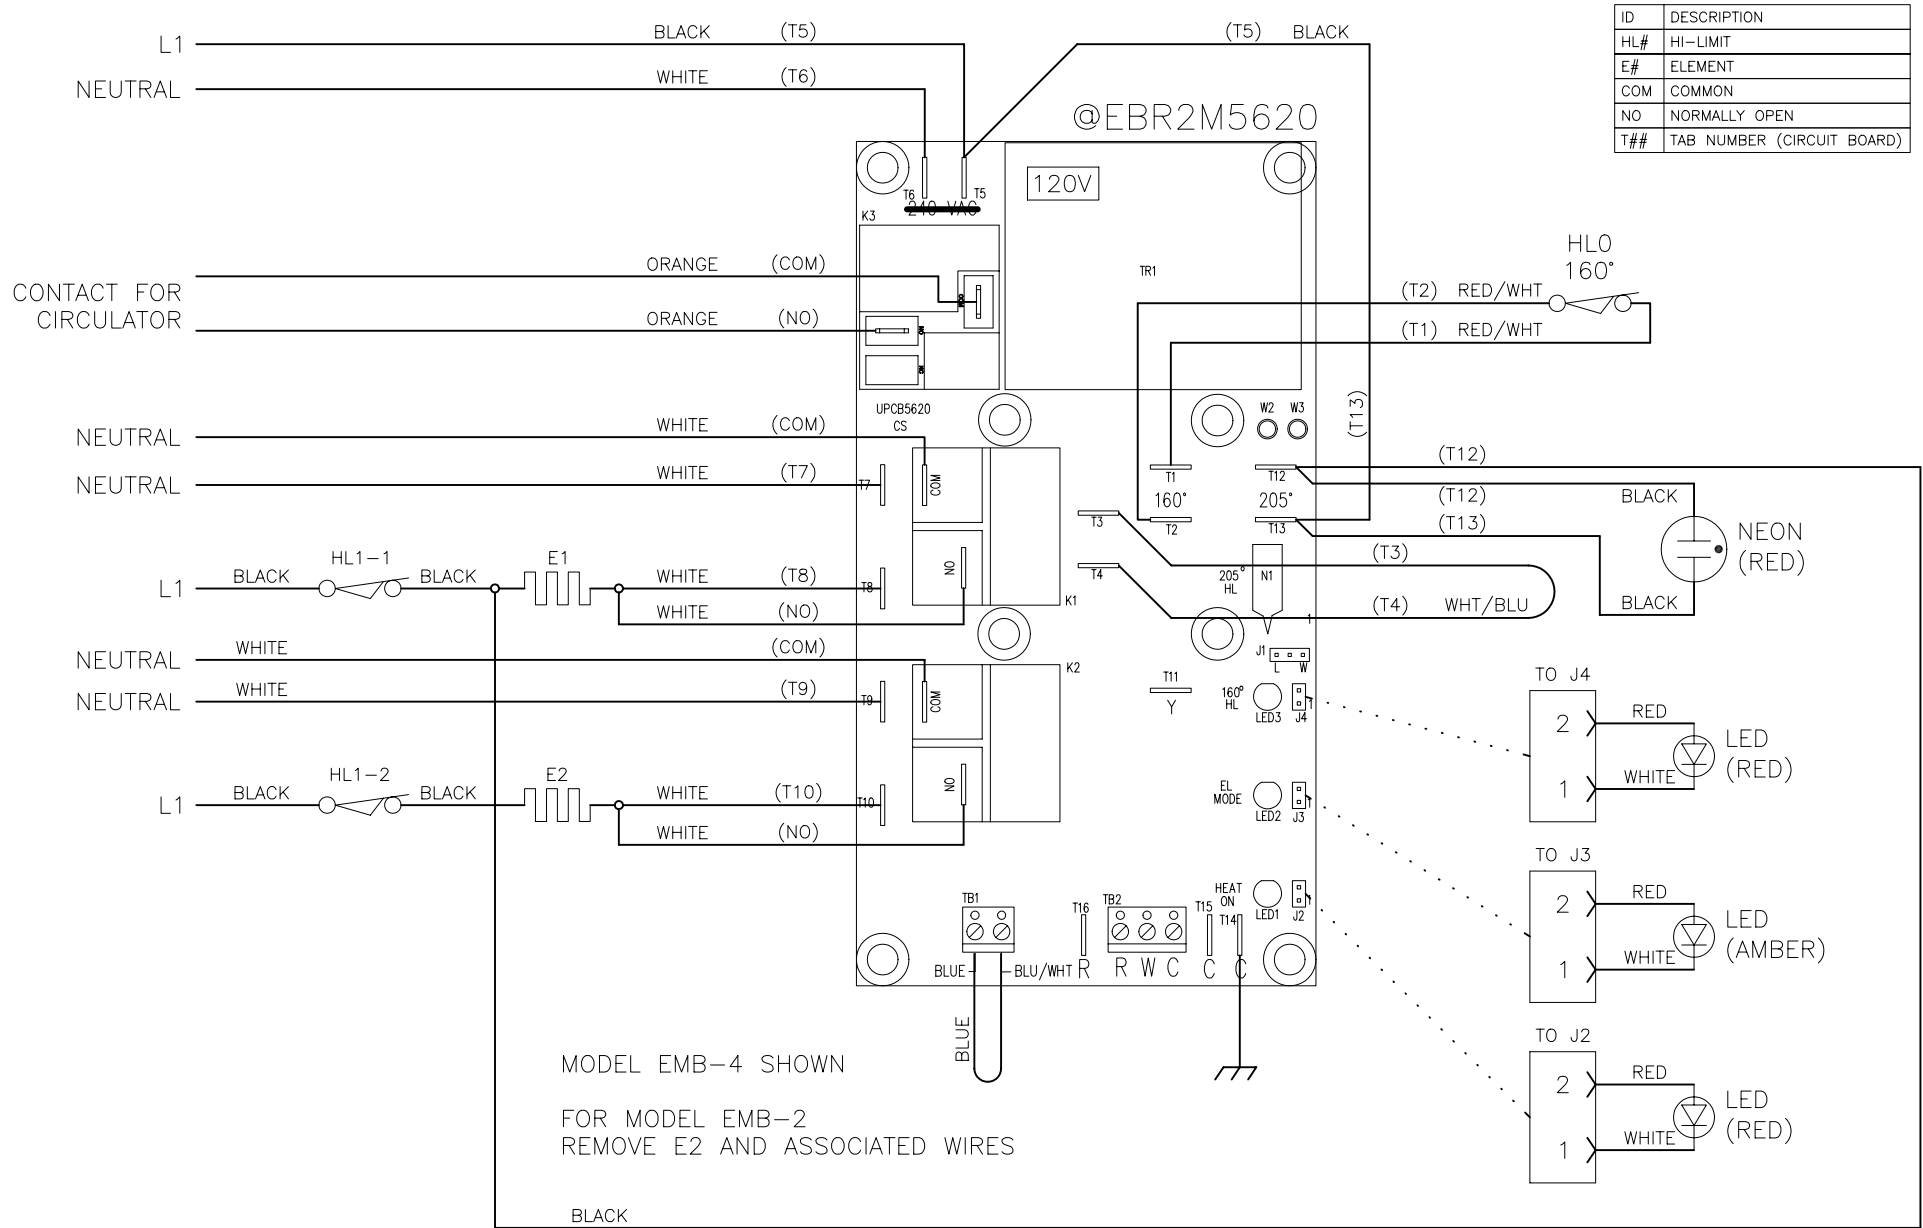 L1 BLACK (T5) (T5) BLACK
NEUTRAL WHITE (T6)
ID DESCRIPTION
HL# HI-LIMIT
E# ELEMENT
COM COMMON
NO NORMALLY OPEN
T## TAB NUMBER (CIRCUIT BOARD)
@EBR2M5620
120V
T6 T5
240 VAC
K3
TR1
CONTACT FOR
CIRCULATOR
ORANGE (COM)
COM
ORANGE (NO)
NO
NC
HL0
160°
(T2) RED/WHT
(T1) RED/WHT
(T13)
UPCB5620
CS
W2 W3
NEUTRAL WHITE (COM)
NEUTRAL WHITE (T7)
T7 COM
T1 T12
160° 205°
T2 T13
T3
T4
(T12)
(T12) BLACK
(T13)
NEON
(RED)
BLACK
(T3)
(T4) WHT/BLU
205°
HL
N1
1
L1 BLACK HL1-1 BLACK E1 WHITE (T8)
WHITE (NO)
T8 NO
K1
NEUTRAL WHITE (COM)
NEUTRAL WHITE (T9)
T9 COM
K2
J1
L W
T11
Y
160°
HL
LED3 J4
1
L1 BLACK HL1-2 BLACK E2 WHITE (T10)
WHITE (NO)
T10 NO
EL
MODE
LED2 J3
1
HEAT
ON
LED1 J2
1
TB1 T16 TB2 T15 T14
BLUE BLU/WHT R R W C C C
BLUE
TO J4
2 RED
1 WHITE
LED
(RED)
TO J3
2 RED
1 WHITE
LED
(AMBER)
TO J2
2 RED
1 WHITE
LED
(RED)
MODEL EMB-4 SHOWN
FOR MODEL EMB-2
REMOVE E2 AND ASSOCIATED WIRES
BLACK